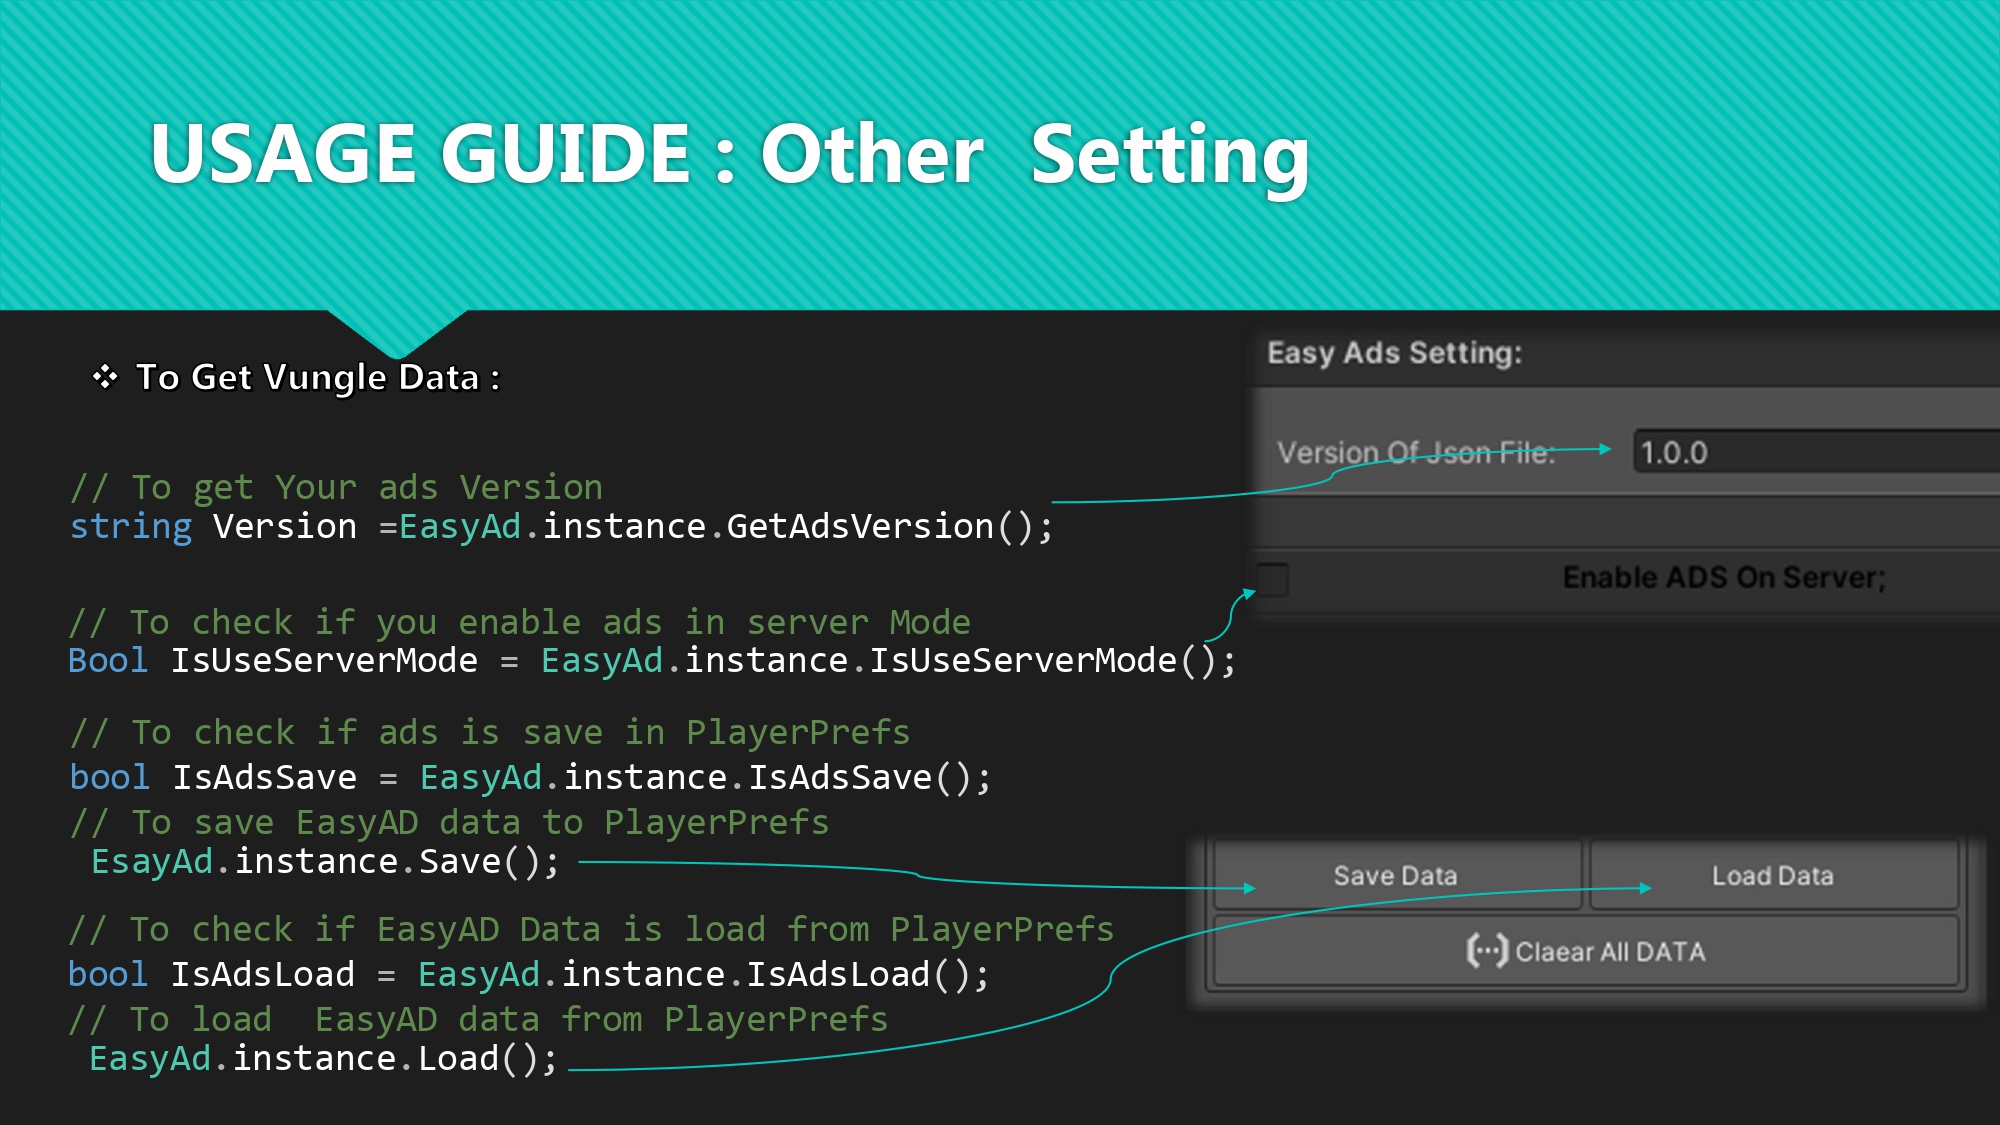 USAGE GUIDE : Other  Setting
❖ To Get Vungle Data :
// To get Your ads Version
string Version =EasyAd.instance.GetAdsVersion();
// To check if you enable ads in server Mode
Bool IsUseServerMode = EasyAd.instance.IsUseServerMode();
// To check if ads is save in PlayerPrefs
bool IsAdsSave = EasyAd.instance.IsAdsSave();
// To save EasyAD data to PlayerPrefs
EsayAd.instance.Save();
// To check if EasyAD Data is load from PlayerPrefs
bool IsAdsLoad = EasyAd.instance.IsAdsLoad();
// To load  EasyAD data from PlayerPrefs
EasyAd.instance.Load();
Easy Ads Setting:
Version Of Json File: 1.0.0
Enable ADS On Server;
Save Data Load Data
Claear All DATA